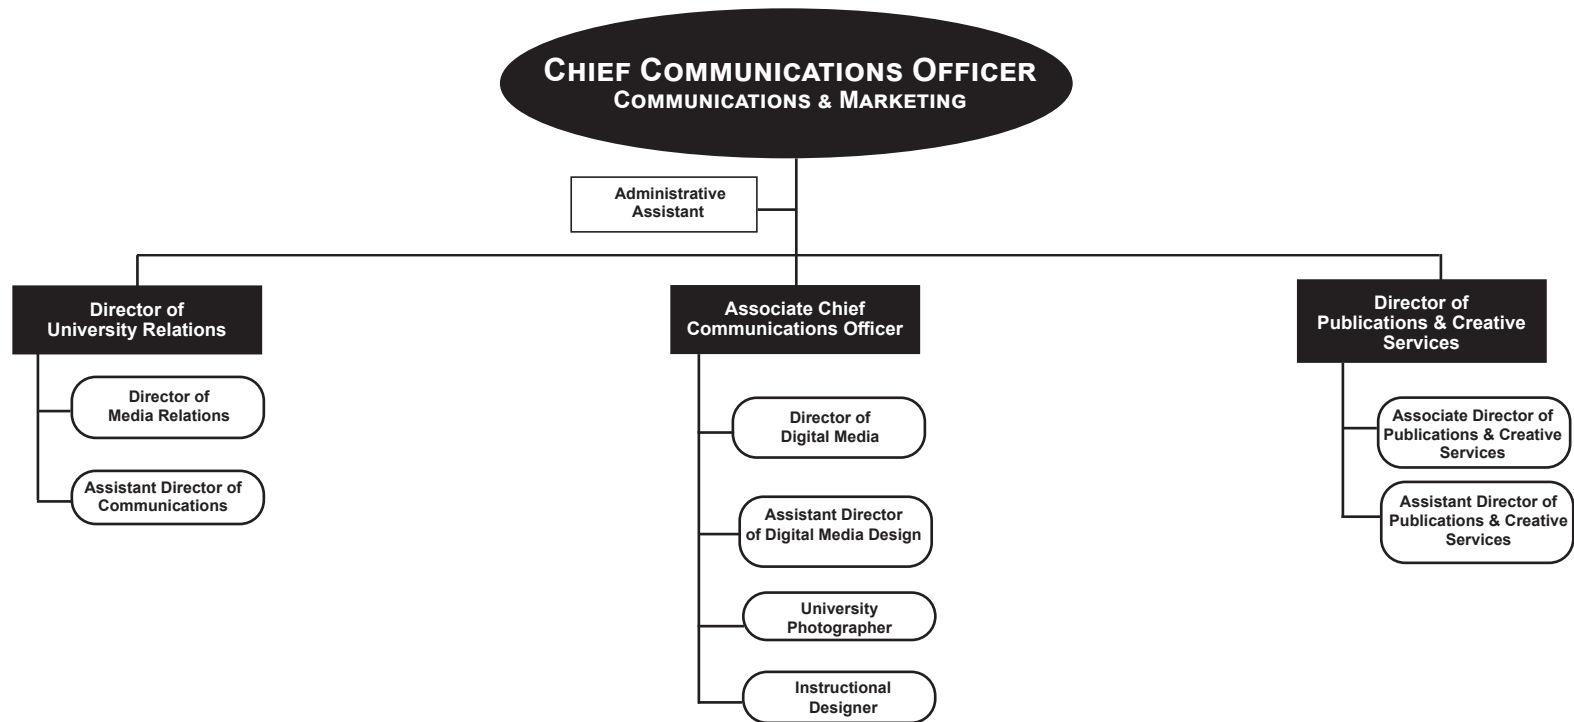 CHIEF COMMUNICATIONS OFFICER
COMMUNICATIONS & MARKETING
Administrative
Assistant
Director of
University Relations
Director of
Media Relations
Assistant Director of
Communications
Associate Chief
Communications Officer
Director of
Digital Media
Assistant Director
of Digital Media Design
University
Photographer
Instructional
Designer
Director of
Publications & Creative
Services
Associate Director of
Publications & Creative
Services
Assistant Director of
Publications & Creative
Services